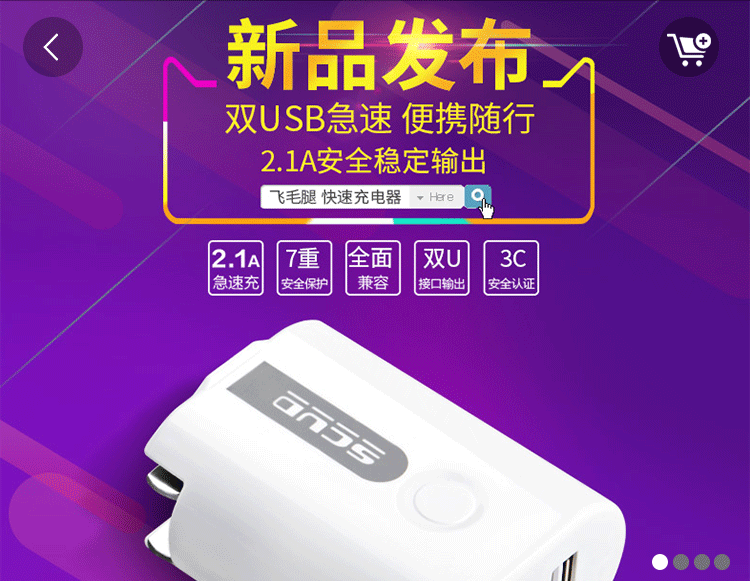 新品发布
双USB急速 便携随行
2.1A安全稳定输出
飞毛腿 快速充电器 Here
2.1A 7重 全面 双U 3C
急速充 安全保护 兼容 接口输出 安全认证
SCUD